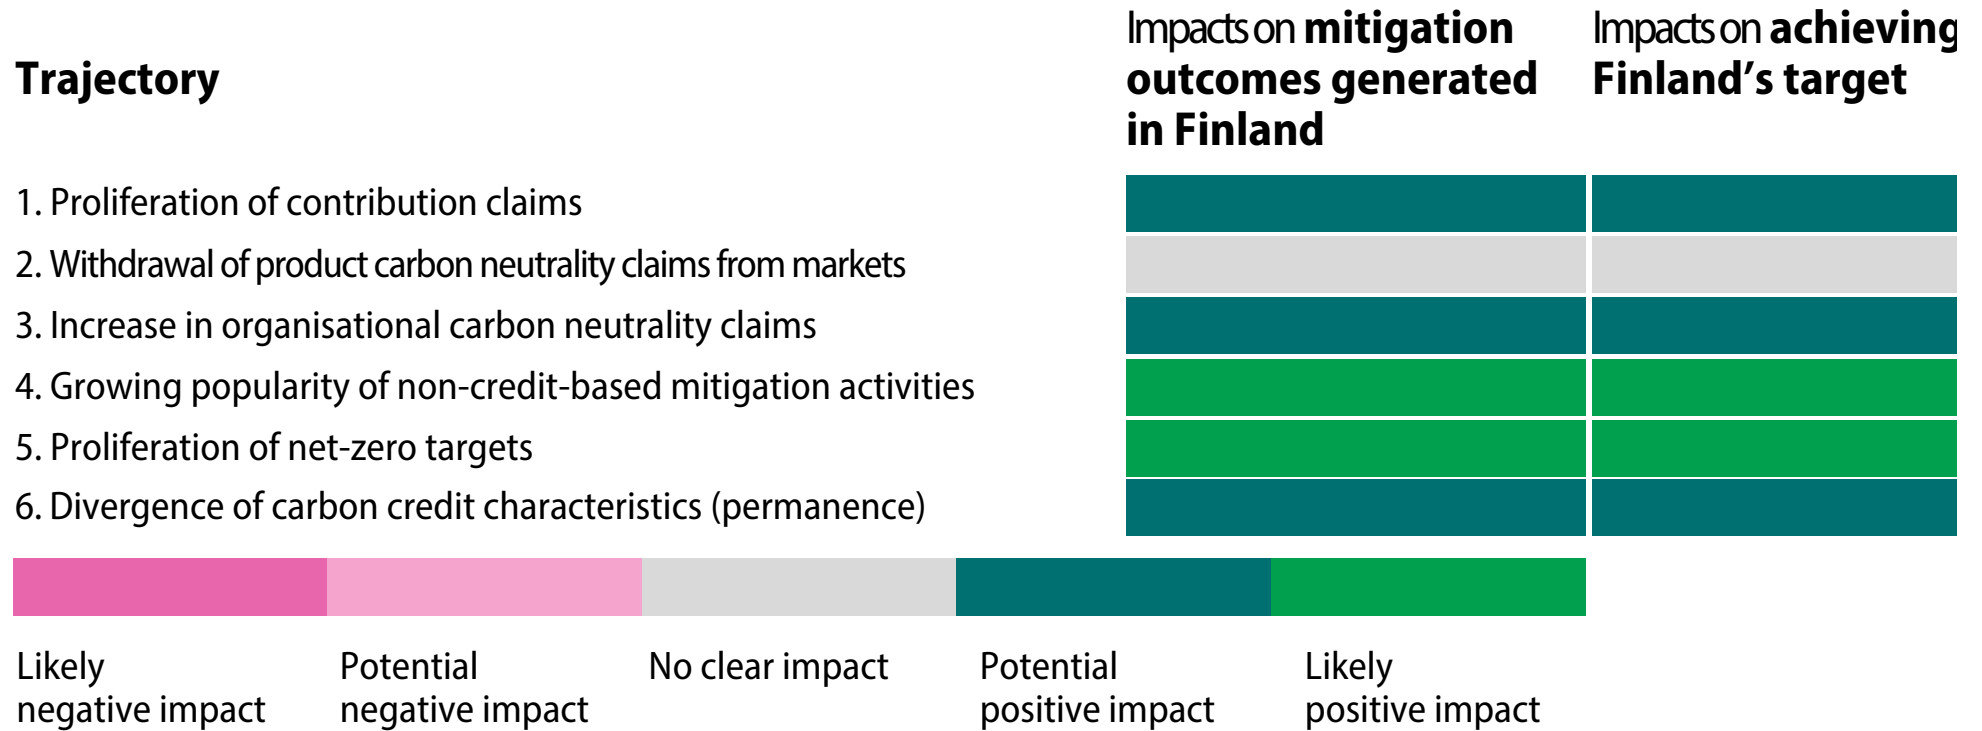 Trajectory
Impacts on mitigation
outcomes generated
in Finland
Impacts on achieving
Finland’s target
1. Proliferation of contribution claims
2. Withdrawal of product carbon neutrality claims from markets
3. Increase in organisational carbon neutrality claims
4. Growing popularity of non-credit-based mitigation activities
5. Proliferation of net-zero targets
6. Divergence of carbon credit characteristics (permanence)
Likely
negative impact
Potential
negative impact
No clear impact
Potential
positive impact
Likely
positive impact